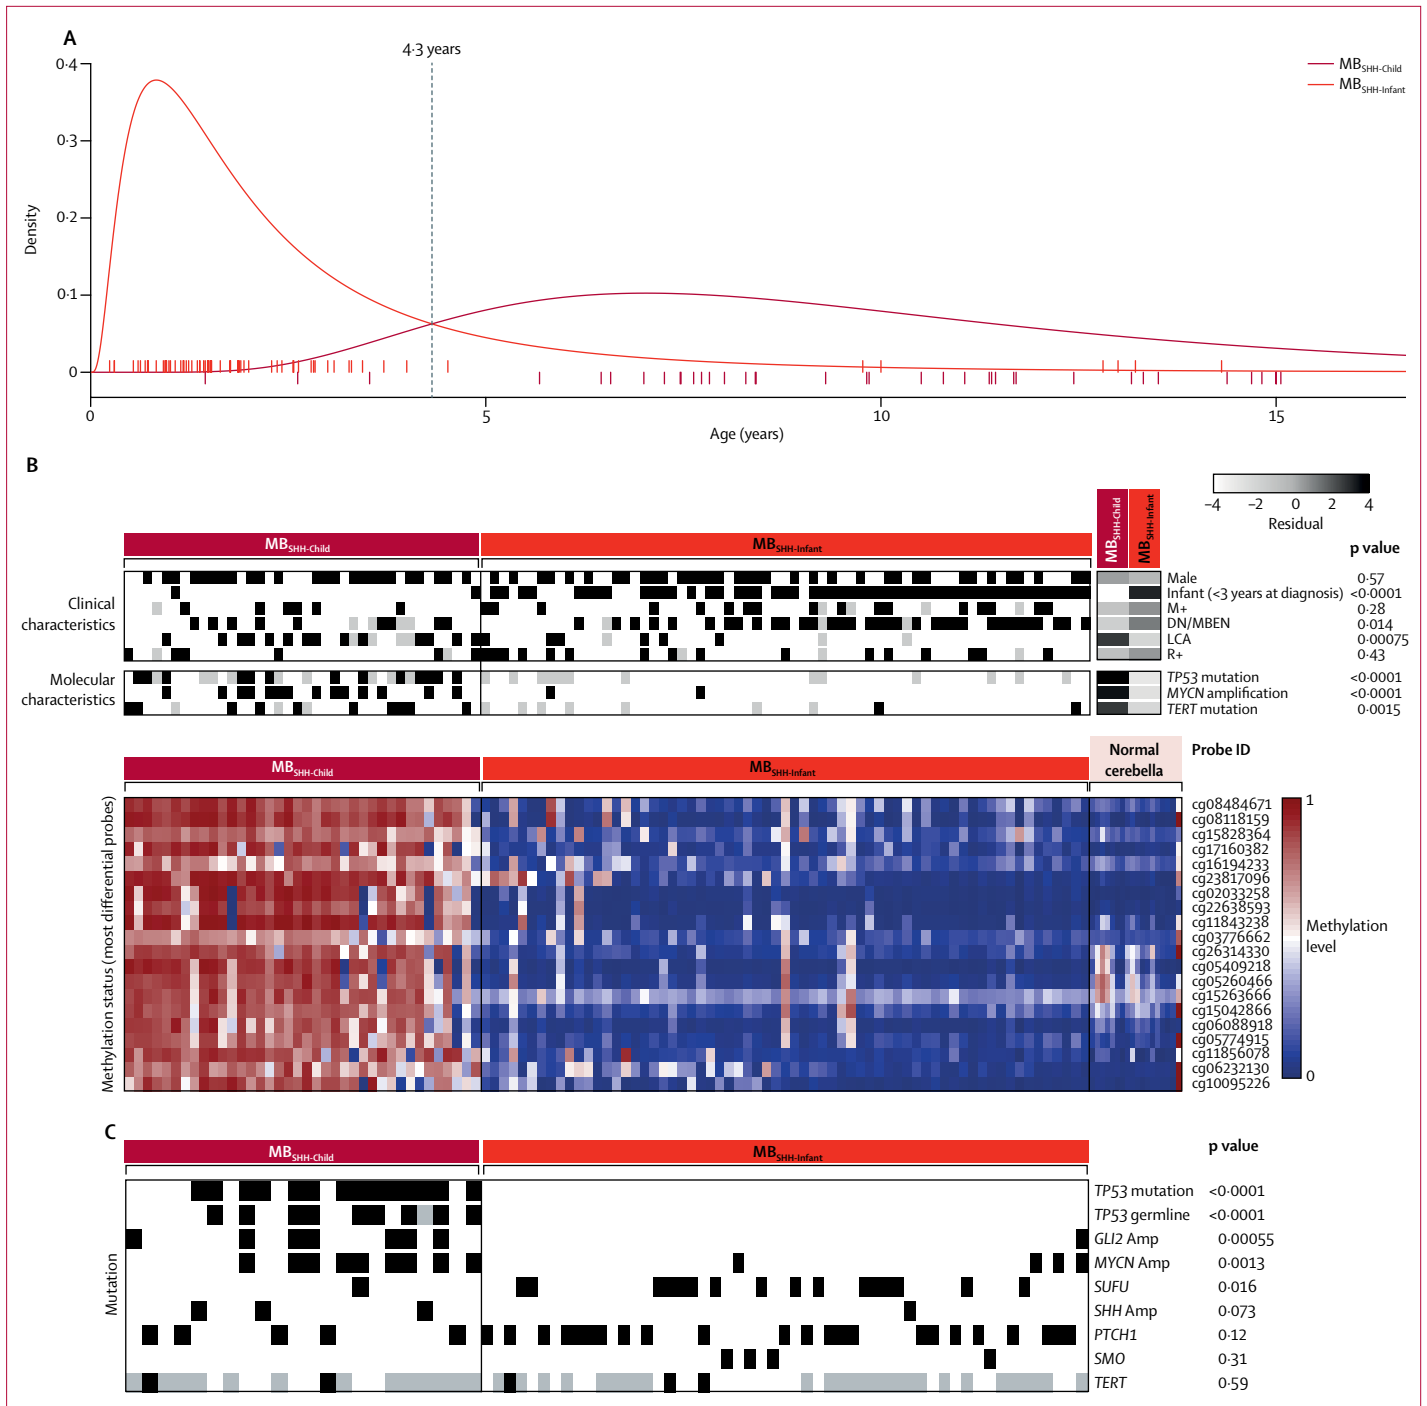 A
4·3 years
0·4
0·3
0·2
0·1
0
Density
MBSHH-Child
MBSHH-Infant
0
5
10
15
Age (years)
B
–4
–2
0
2
4
Residual
MBSHH-Child
MBSHH-Infant
MBSHH-Child
MBSHH-Infant
p value
Clinical
characteristics
Male 0·57
Infant (<3 years at diagnosis) <0·0001
M+ 0·28
DN/MBEN 0·014
LCA 0·00075
R+ 0·43
Molecular
characteristics
TP53 mutation <0·0001
MYCN amplification <0·0001
TERT mutation 0·0015
MBSHH-Child
MBSHH-Infant
Normal
cerebella
Probe ID
Methylation status (most differential probes)
cg08484671
cg08118159
cg15828364
cg17160382
cg16194233
cg23817096
cg02033258
cg22638593
cg11843238
cg03776662
cg26314330
cg05409218
cg05260466
cg15263666
cg15042866
cg06088918
cg05774915
cg11856078
cg06232130
cg10095226
1
Methylation
level
0
C
MBSHH-Child
MBSHH-Infant
p value
Mutation
TP53 mutation <0·0001
TP53 germline <0·0001
GLI2 Amp 0·00055
MYCN Amp 0·0013
SUFU 0·016
SHH Amp 0·073
PTCH1 0·12
SMO 0·31
TERT 0·59